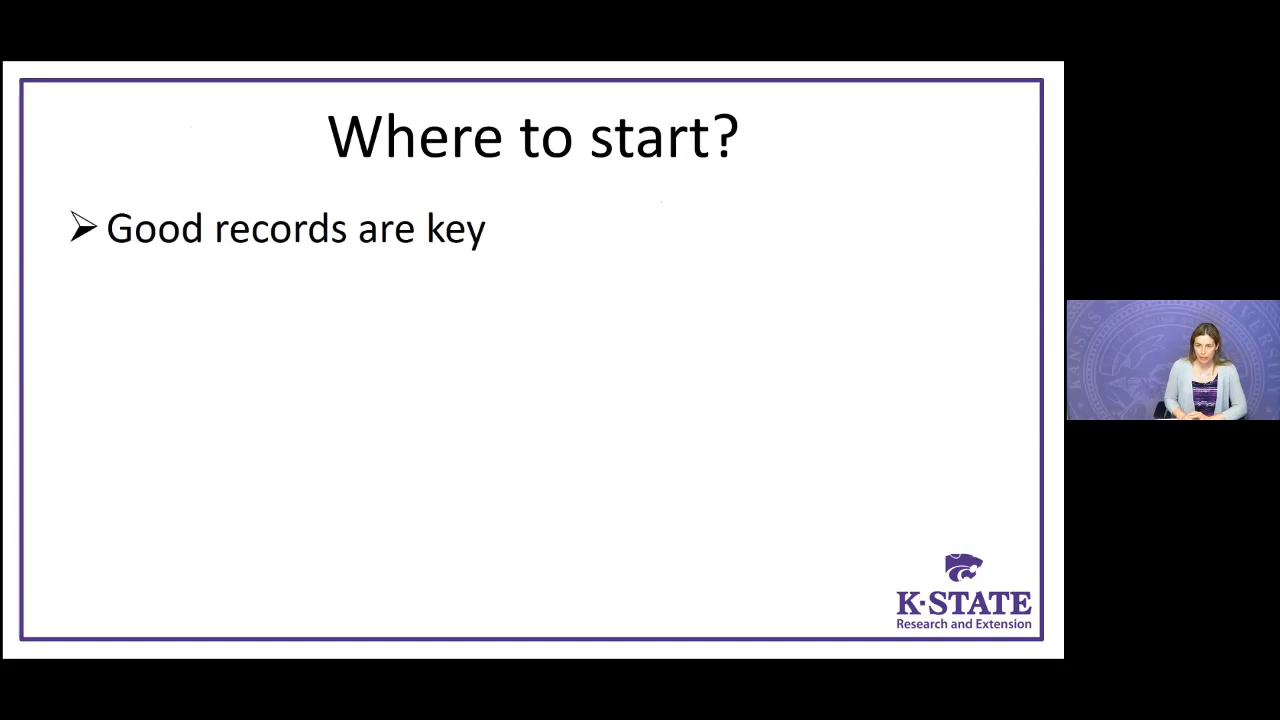 Where to start?
Good records are key
K-STATE
Research and Extension